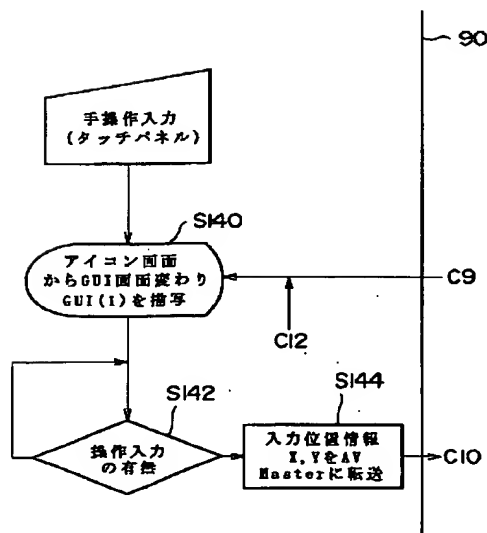 90
手操作入力
(タッチパネル)
S140
アイコン画面
からGUI画面変わり
GUI(1)を描写
C9
C12
S142
操作入力
の有無
S144
入力位置情報
X,YをAV
Masterに転送
C10